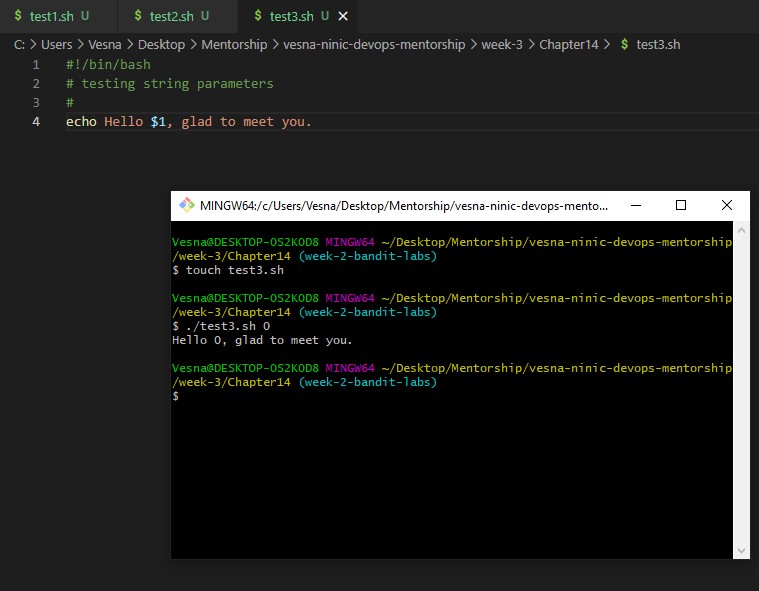 $ test1.sh U $ test2.sh U $ test3.sh U
C: > Users > Vesna > Desktop > Mentorship > vesna-ninic-devops-mentorship > week-3 > Chapter14 > $ test3.sh
1 #!/bin/bash
2 # testing string parameters
3 #
4 echo Hello $1, glad to meet you.
MINGW64:/c/Users/Vesna/Desktop/Mentorship/vesna-ninic-devops-mento...
Vesna@DESKTOP-OS2KOD8 MINGW64 ~/Desktop/Mentorship/vesna-ninic-devops-mentorship
/week-3/Chapter14 (week-2-bandit-labs)
$ touch test3.sh
Vesna@DESKTOP-OS2KOD8 MINGW64 ~/Desktop/Mentorship/vesna-ninic-devops-mentorship
/week-3/Chapter14 (week-2-bandit-labs)
$ ./test3.sh O
Hello O, glad to meet you.
Vesna@DESKTOP-OS2KOD8 MINGW64 ~/Desktop/Mentorship/vesna-ninic-devops-mentorship
/week-3/Chapter14 (week-2-bandit-labs)
$